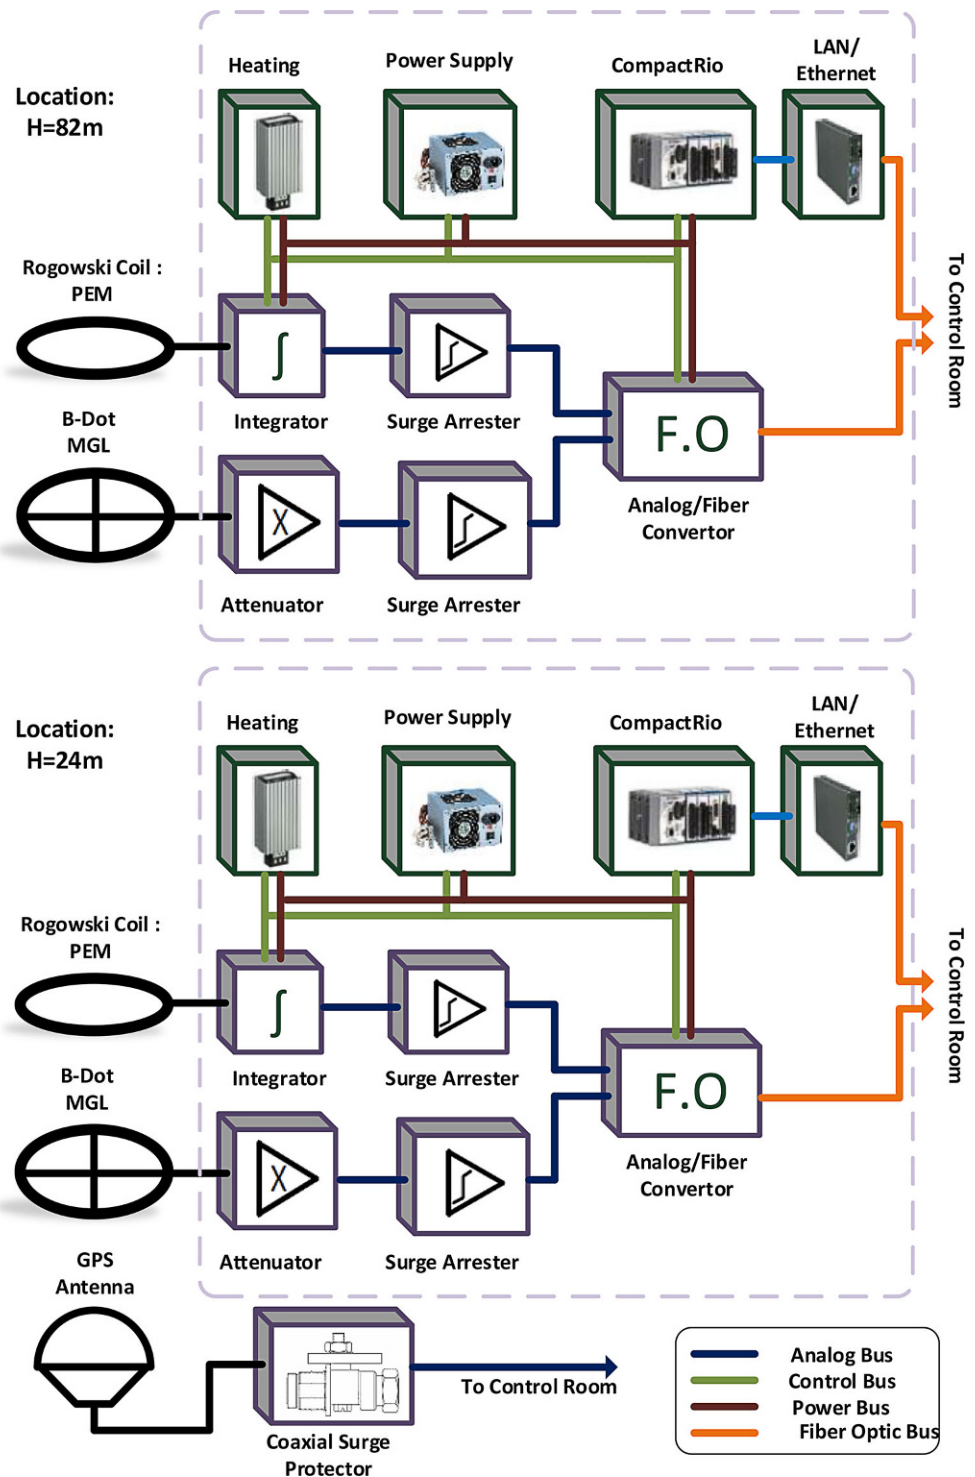 Location:
H=82m
Heating
Power Supply
CompactRio
LAN/
Ethernet
Rogowski Coil :
PEM
∫
Integrator
Surge Arrester
To Control Room
B-Dot
MGL
X
Attenuator
Surge Arrester
F.O
Analog/Fiber
Convertor
Location:
H=24m
Heating
Power Supply
CompactRio
LAN/
Ethernet
Rogowski Coil :
PEM
∫
Integrator
Surge Arrester
To Control Room
B-Dot
MGL
X
Attenuator
Surge Arrester
F.O
Analog/Fiber
Convertor
GPS
Antenna
Coaxial Surge
Protector
To Control Room
Analog Bus
Control Bus
Power Bus
Fiber Optic Bus